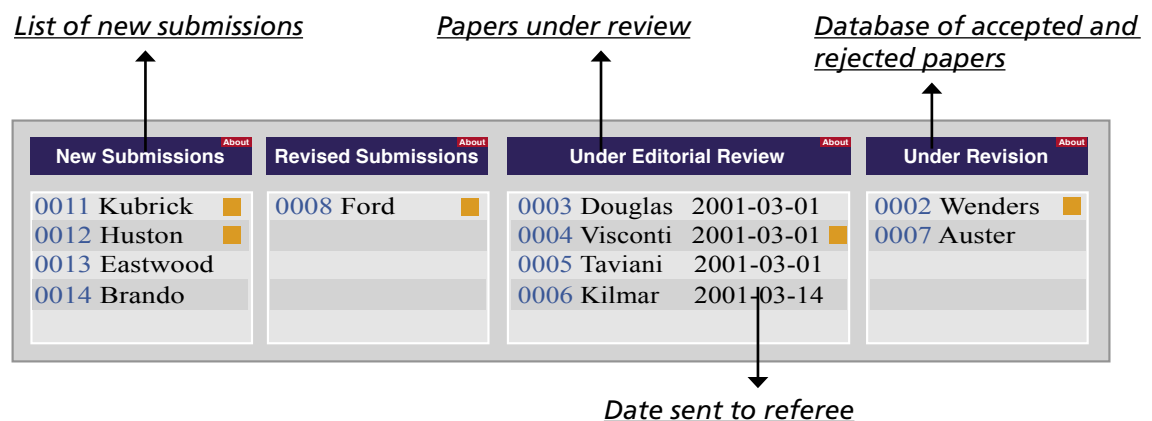 List of new submissions
Papers under review
Database of accepted and
rejected papers
About
New Submissions
About
Revised Submissions
About
Under Editorial Review
About
Under Revision
0011 Kubrick
0012 Huston
0013 Eastwood
0014 Brando
0008 Ford
0003 Douglas 2001-03-01
0004 Visconti 2001-03-01
0005 Taviani 2001-03-01
0006 Kilmar 2001-03-14
0002 Wenders
0007 Auster
Date sent to referee